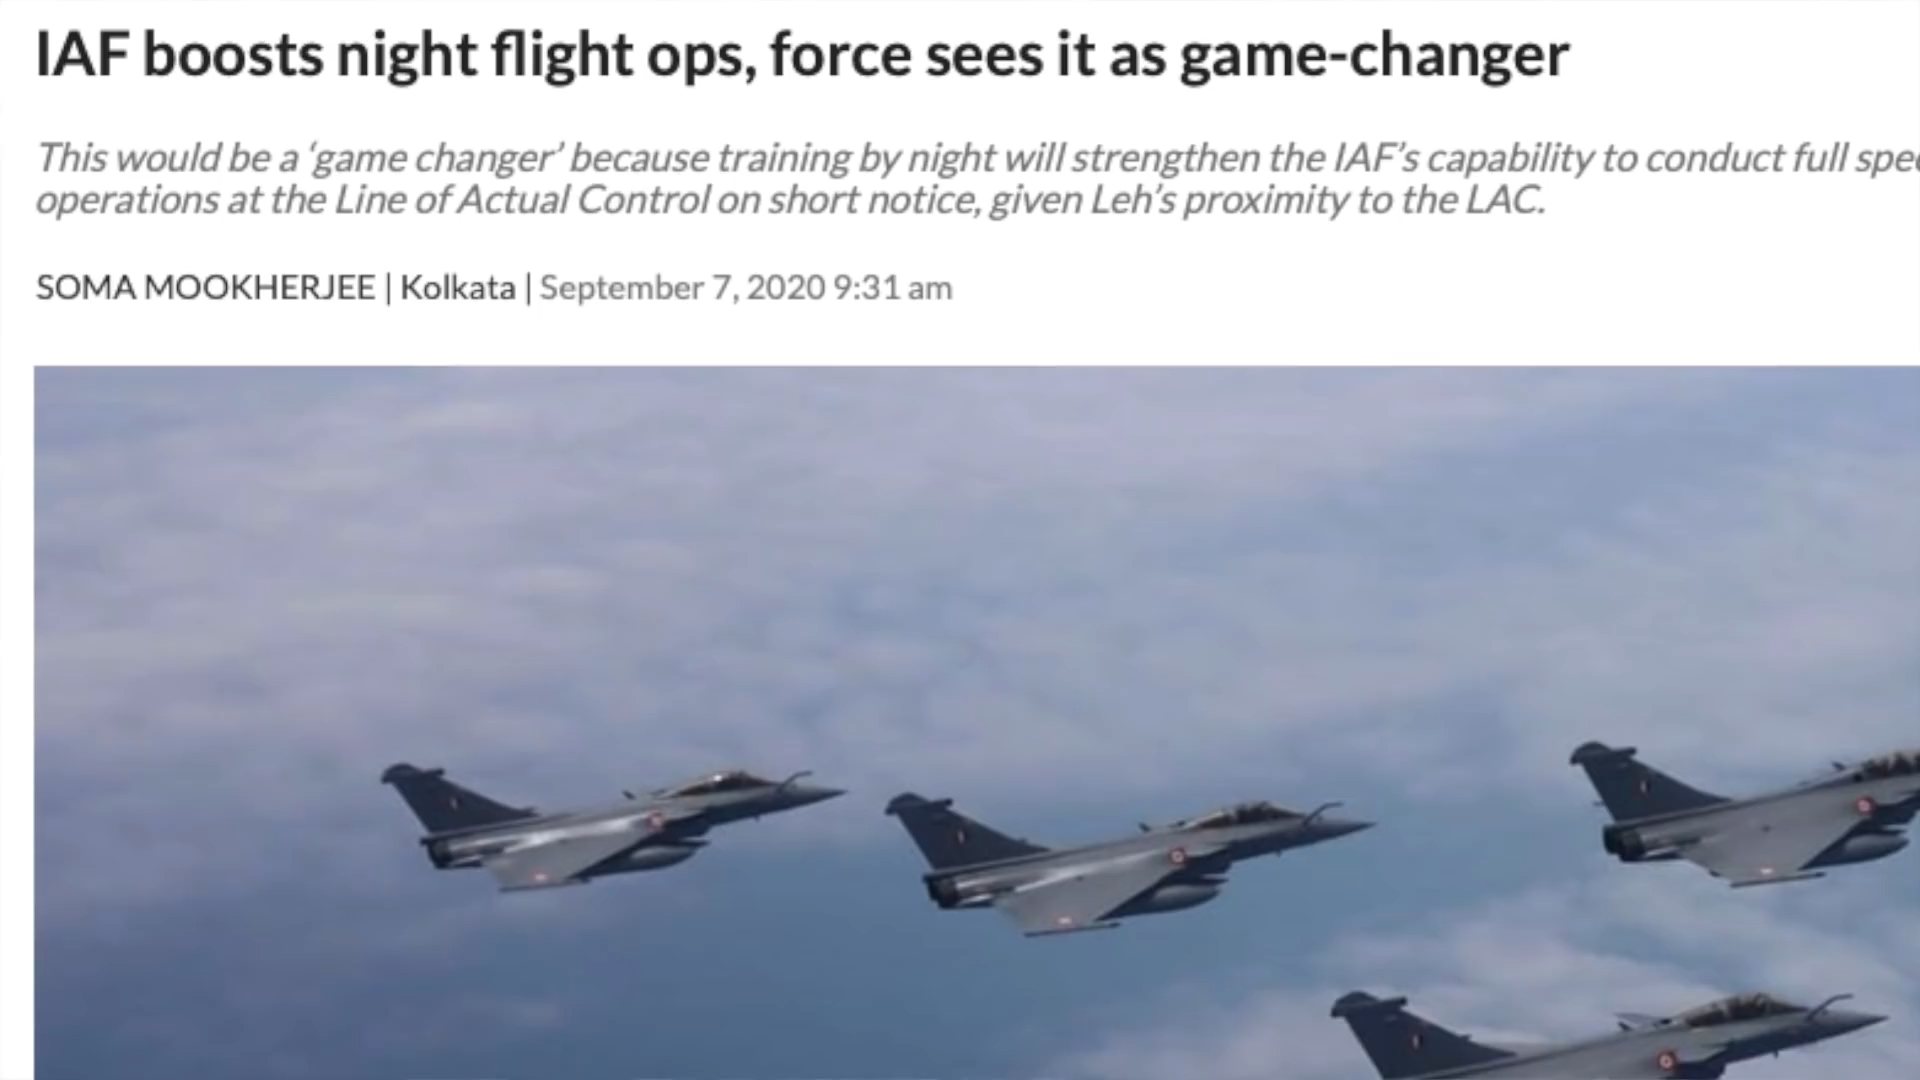 IAF boosts night flight ops, force sees it as game-changer
This would be a ‘game changer’ because training by night will strengthen the IAF’s capability to conduct full
operations at the Line of Actual Control on short notice, given Leh’s proximity to the LAC.
SOMA MOOKHERJEE | Kolkata | September 7, 2020 9:31 am